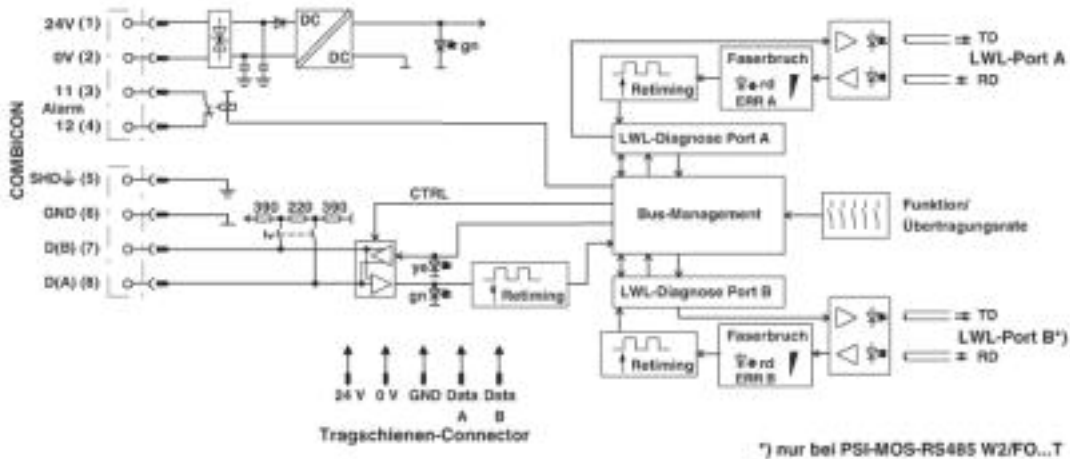 COMBICON
24V (1)
0V (2)
11 (3)
Alarm
12 (4)
SHD (5)
GND (6)
D(B) (7)
D(A) (8)
DC
DC
gn
390 220 390
CTRL
ye
gn
Retiming
Retiming
Faserbruch
rd
ERR A
TD
LWL-Port A
RD
LWL-Diagnose Port A
Bus-Management
Funktion/
Übertragungsrate
LWL-Diagnose Port B
Retiming
Faserbruch
rd
ERR B
TD
LWL-Port B*)
RD
24 V 0 V GND Data Data
A B
Tragschienen-Connector
*) nur bei PSI-MOS-RS485 W2/FO...T